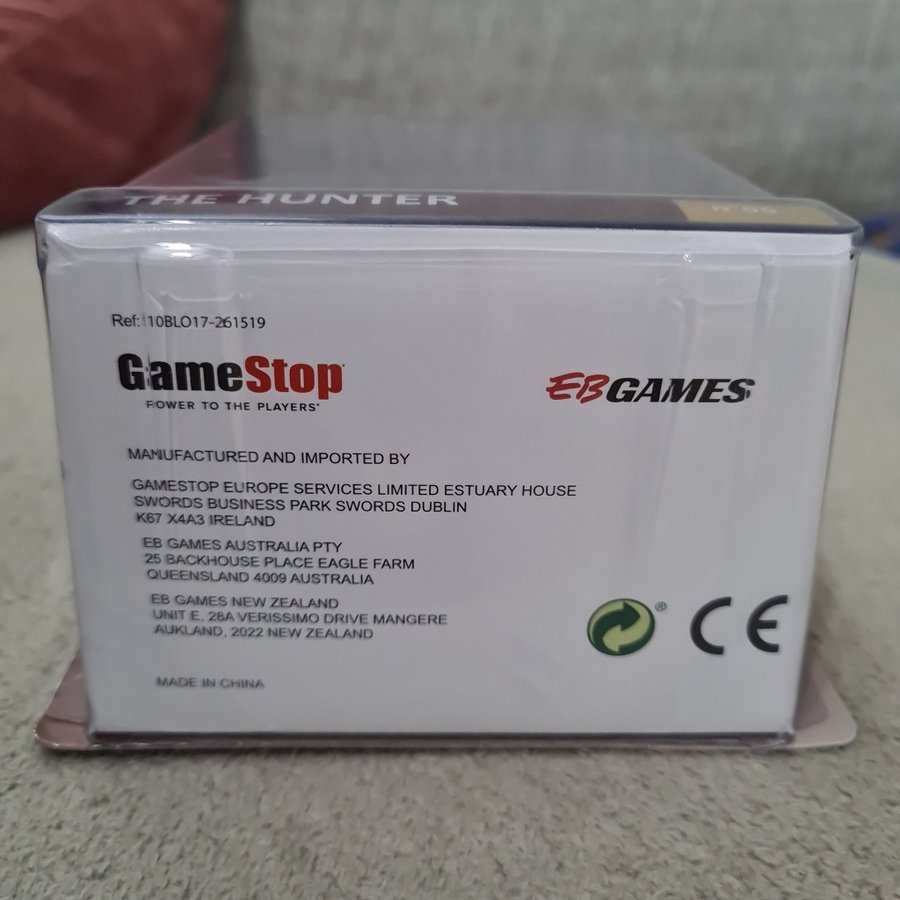 THE HUNTER
n°05
Ref: 10BLO17-261519
GameStop
POWER TO THE PLAYERS®
EBGAMES
MANUFACTURED AND IMPORTED BY
GAMESTOP EUROPE SERVICES LIMITED ESTUARY HOUSE
SWORDS BUSINESS PARK SWORDS DUBLIN
K67 X4A3 IRELAND
EB GAMES AUSTRALIA PTY
25 BACKHOUSE PLACE EAGLE FARM
QUEENSLAND 4009 AUSTRALIA
EB GAMES NEW ZEALAND
UNIT E, 28A VERISSIMO DRIVE MANGERE
AUKLAND, 2022 NEW ZEALAND
®
CE
MADE IN CHINA